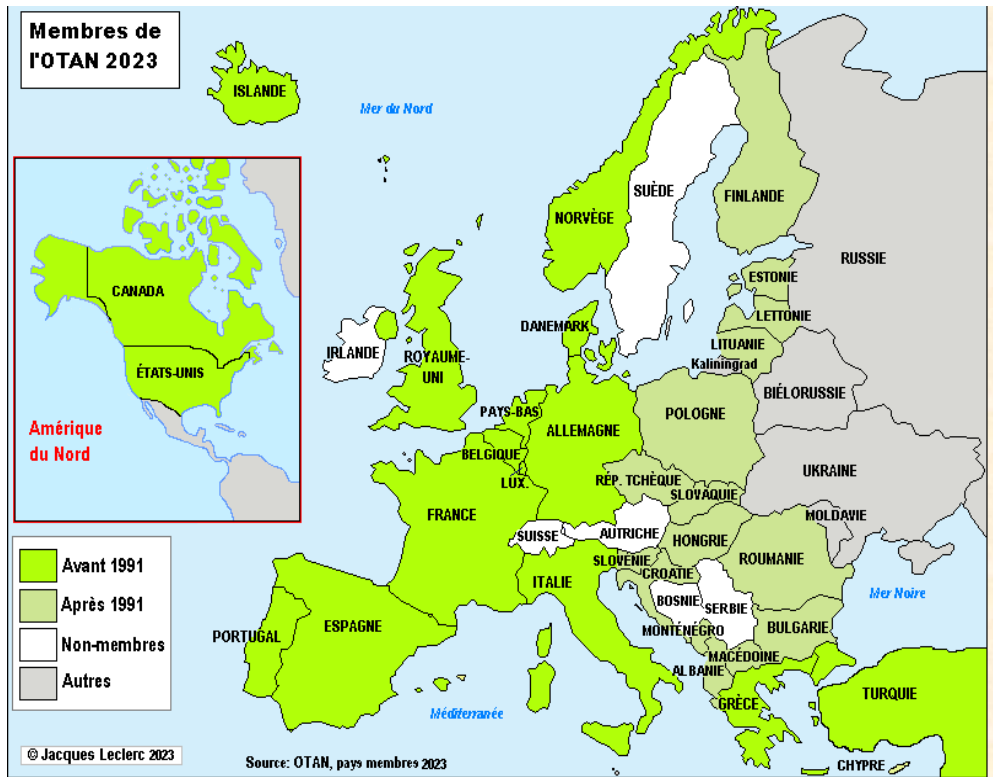 Membres de
l'OTAN 2023
ISLANDE
Mer du Nord
SUÈDE
FINLANDE
NORVÈGE
RUSSIE
ESTONIE
CANADA
LETTONIE
DANEMARK
LITUANIE
IRLANDE
ROYAUME-
UNI
Kaliningrad
ÉTATS-UNIS
BIÉLORUSSIE
PAYS-BAS
POLOGNE
Amérique
du Nord
ALLEMAGNE
BELGIQUE
UKRAINE
LUX.
RÉP. TCHÈQUE
SLOVAQUIE
FRANCE
MOLDAVIE
SUISSE
AUTRICHE
HONGRIE
Avant 1991
ROUMANIE
SLOVÉNIE
CROATIE
ITALIE
Mer Noire
Après 1991
BOSNIE
SERBIE
ESPAGNE
BULGARIE
PORTUGAL
MONTÉNÉGRO
Non-membres
MACÉDOINE
ALBANIE
Autres
TURQUIE
GRÈCE
Méditerranée
© Jacques Leclerc 2023
Source: OTAN, pays membres 2023
CHYPRE